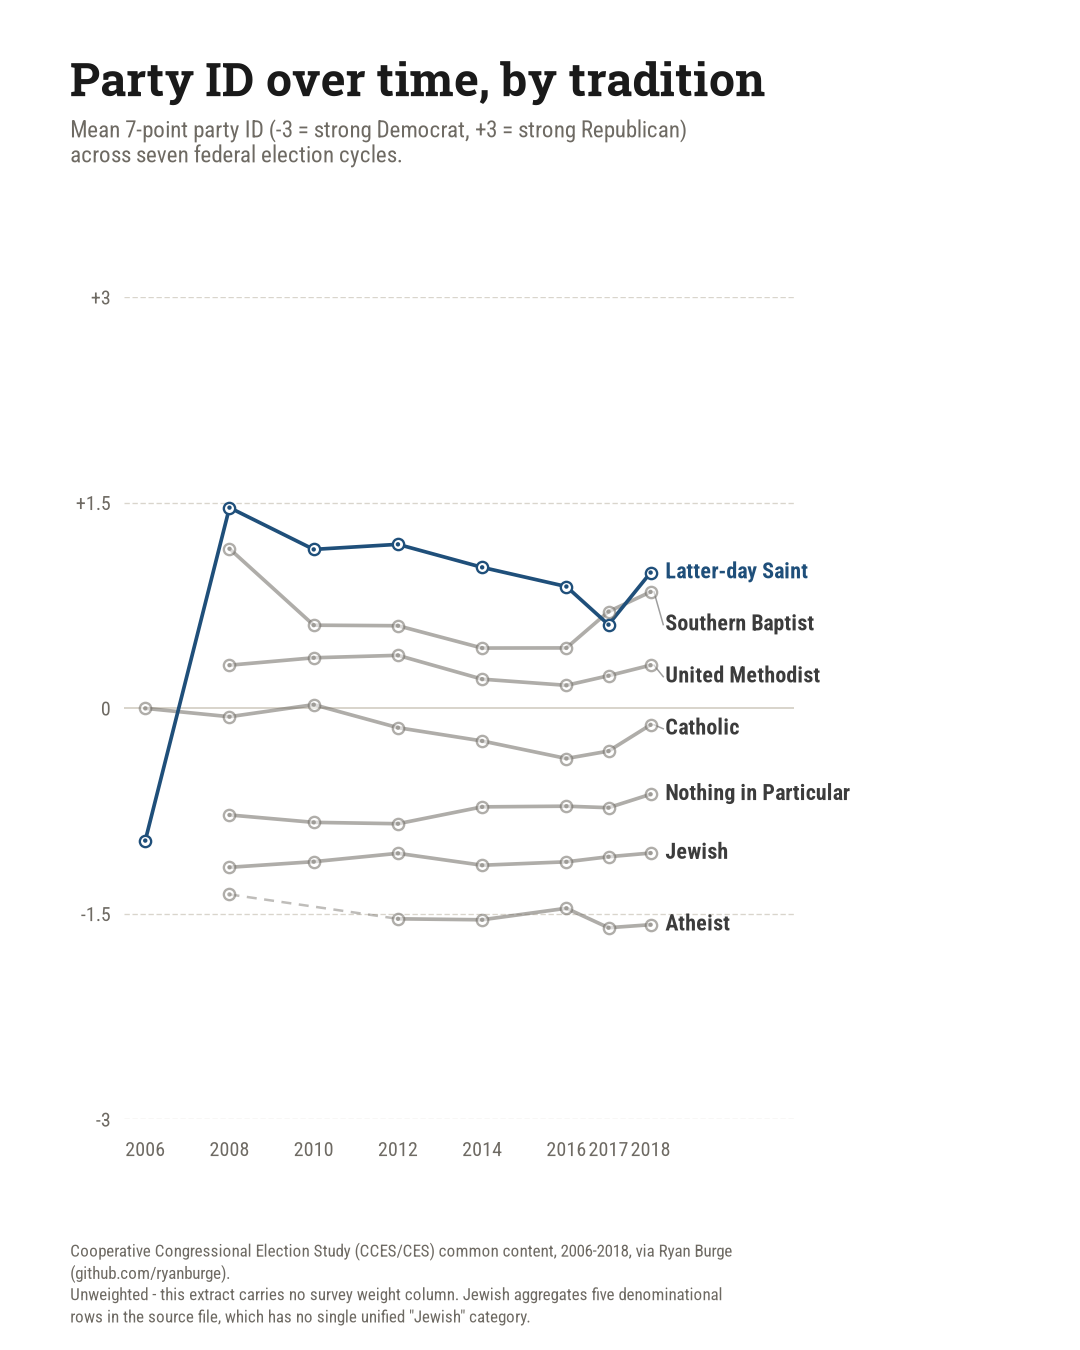 Party ID over time, by tradition
Mean 7-point party ID (-3 = strong Democrat, +3 = strong Republican)
across seven federal election cycles.
+3
+1.5
Latter-day Saint
Southern Baptist
United Methodist
0
Catholic
Nothing in Particular
Jewish
-1.5
Atheist
-3
2006 2008 2010 2012 2014 2016 2017 2018
Cooperative Congressional Election Study (CCES/CES) common content, 2006-2018, via Ryan Burge
(github.com/ryanburge).
Unweighted - this extract carries no survey weight column. Jewish aggregates five denominational
rows in the source file, which has no single unified "Jewish" category.